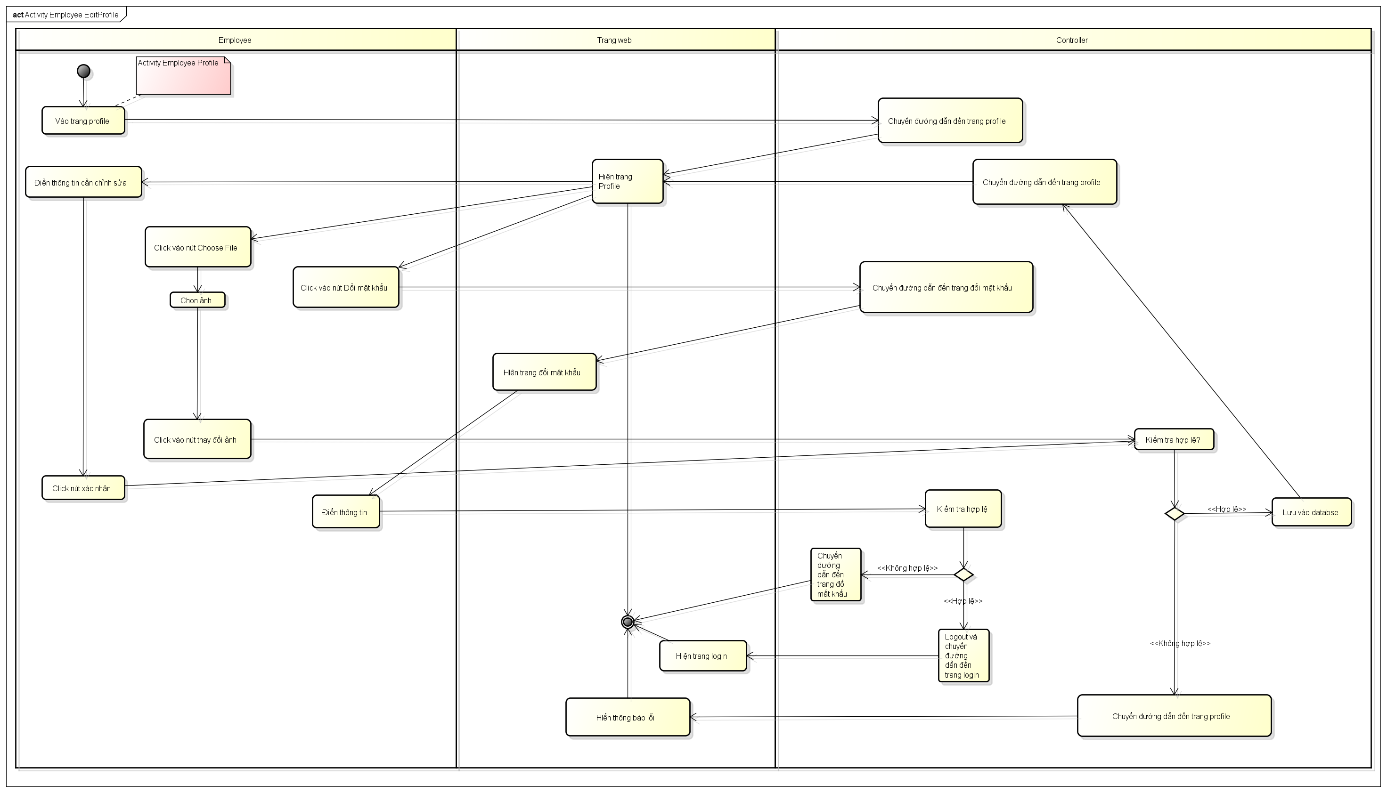 act Activity Employee EditProfile
Employee
Trang web
Controller
Activity Employee Profile
Vào trang profile
Chuyển đường dẫn đến trang profile
Điền thông tin cần chỉnh sửa
Hiện trang
Profile
Chuyển đường dẫn đến trang profile
Click vào nút Choose File
Chọn ảnh
Click vào nút Đổi mật khẩu
Chuyển đường dẫn đến trang đổi mật khẩu
Hiện trang đổi mật khẩu
Click vào nút thay đổi ảnh
Kiểm tra hợp lệ?
Click nút xác nhận
Điền thông tin
Kiểm tra hợp lệ
<<Hợp lệ>>
Lưu vào databse
Chuyển
đường
dẫn đến
trang đổ
mật khẩu
<<Không hợp lệ>>
<<Hợp lệ>>
Hiện trang login
Logout và
chuyển
đường
dẫn đến
trang login
<<Không hợp lệ>>
Hiển thông báo lỗi
Chuyển đường dẫn đến trang profile